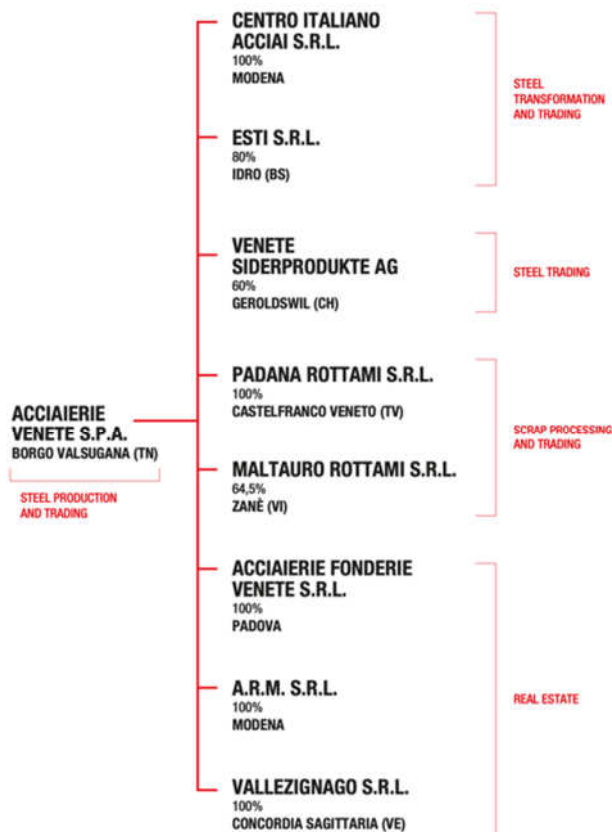 CENTRO ITALIANO
ACCIAI S.R.L.
100%
MODENA
ESTI S.R.L.
80%
IDRO (BS)
STEEL
TRANSFORMATION
AND TRADING
VENETE
SIDERPRODUKTE AG
60%
GEROLDSWIL (CH)
STEEL TRADING
ACCIAIERIE
VENETE S.P.A.
BORGO VALSUGANA (TN)
STEEL PRODUCTION
AND TRADING
PADANA ROTTAMI S.R.L.
100%
CASTELFRANCO VENETO (TV)
MALTAURO ROTTAMI S.R.L.
64,5%
ZANÈ (VI)
SCRAP PROCESSING
AND TRADING
ACCIAIERIE FONDERIE
VENETE S.R.L.
100%
PADOVA
A.R.M. S.R.L.
100%
MODENA
VALLEZIGNAGO S.R.L.
100%
CONCORDIA SAGITTARIA (VE)
REAL ESTATE